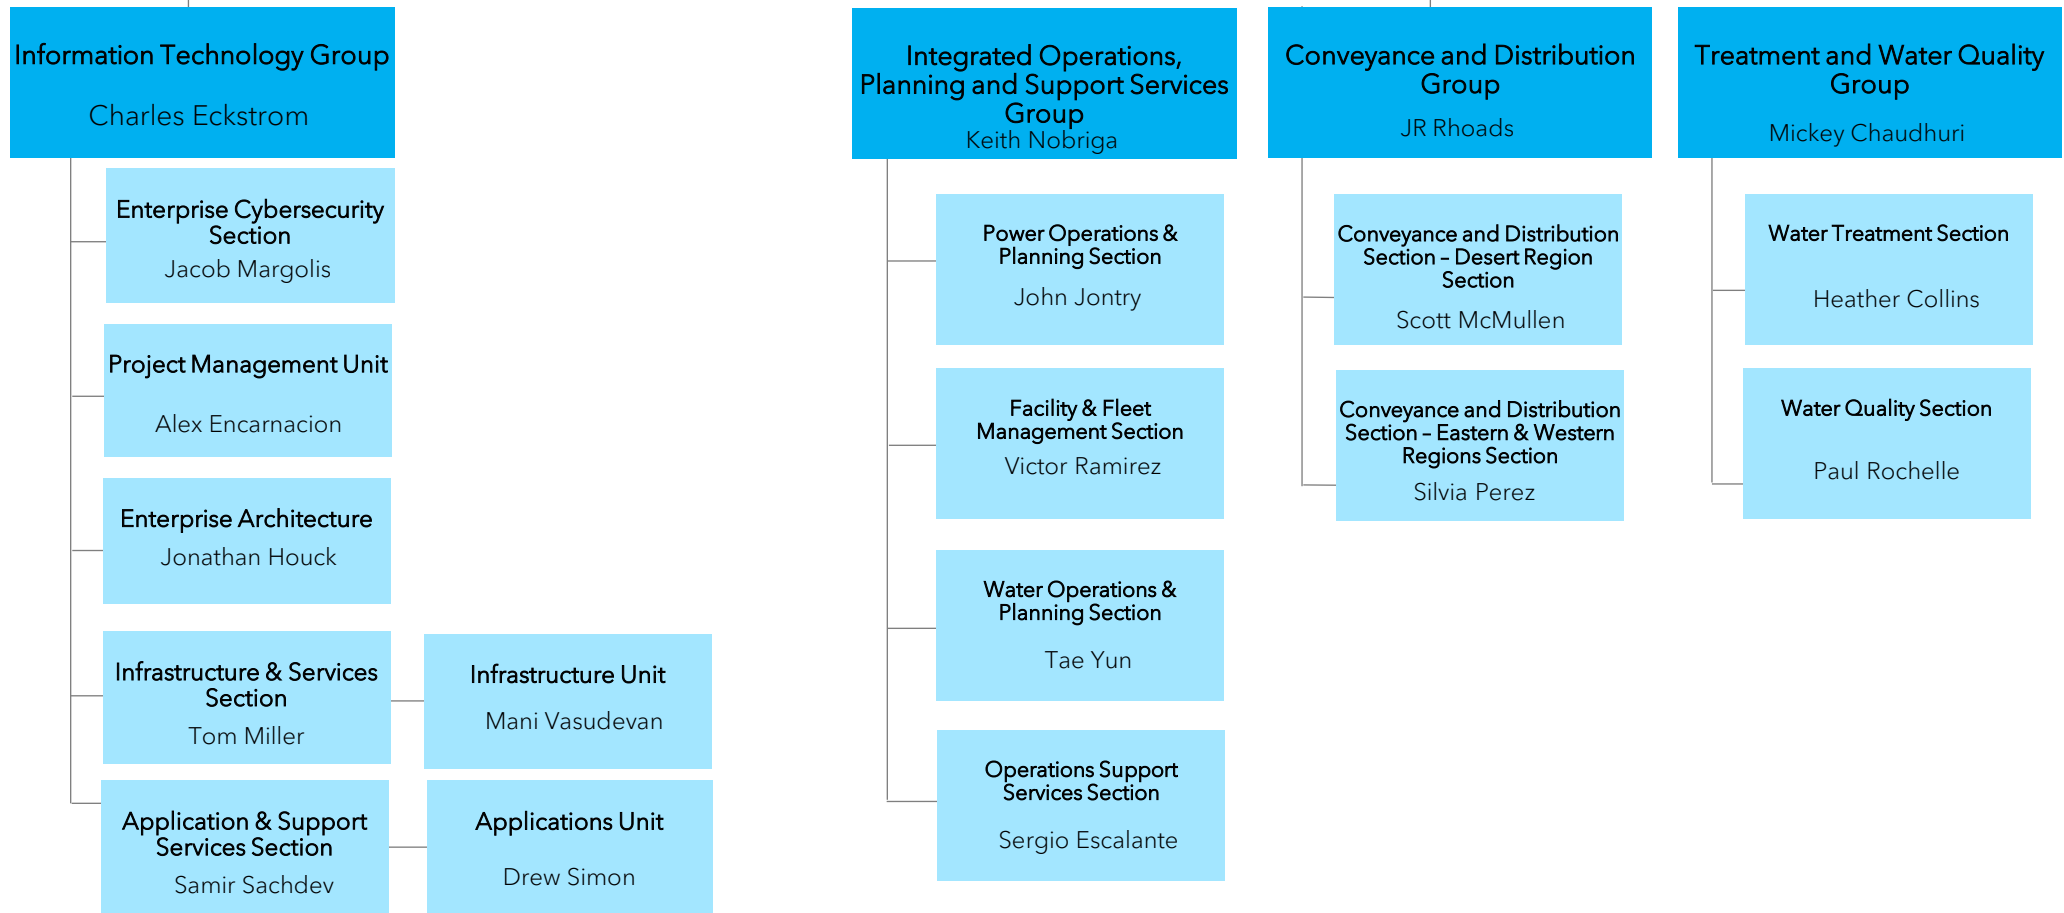 Information Technology Group
Charles Eckstrom
Enterprise Cybersecurity
Section
Jacob Margolis
Project Management Unit
Alex Encarnacion
Enterprise Architecture
Jonathan Houck
Infrastructure & Services
Section
Tom Miller
Infrastructure Unit
Mani Vasudevan
Application & Support
Services Section
Samir Sachdev
Applications Unit
Drew Simon
Integrated Operations,
Planning and Support Services
Group
Keith Nobriga
Power Operations &
Planning Section
John Jontry
Facility & Fleet
Management Section
Victor Ramirez
Water Operations &
Planning Section
Tae Yun
Operations Support
Services Section
Sergio Escalante
Conveyance and Distribution
Group
JR Rhoads
Conveyance and Distribution
Section – Desert Region
Section
Scott McMullen
Conveyance and Distribution
Section – Eastern & Western
Regions Section
Silvia Perez
Treatment and Water Quality
Group
Mickey Chaudhuri
Water Treatment Section
Heather Collins
Water Quality Section
Paul Rochelle